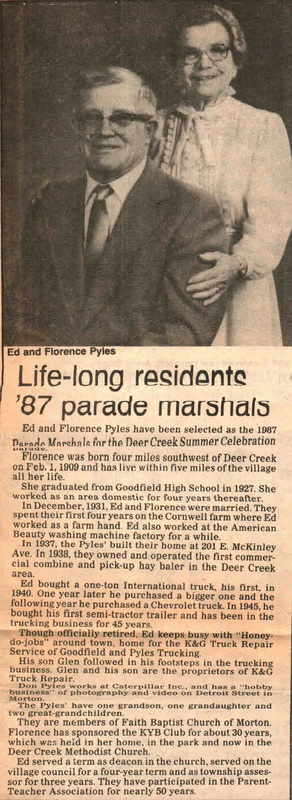 Ed and Florence Pyles
Life-long residents
'87 parade marshals
Ed and Florence Pyles have been selected as the 1987
Parade Marshals for the Deer Creek Summer Celebration
parade.
Florence was born four miles southwest of Deer Creek
on Feb. 1, 1909 and has live within five miles of the village
all her life.
She graduated from Goodfield High School in 1927. She
worked as an area domestic for four years thereafter.
In December, 1931, Ed and Florence were married. They
spent their first four years on the Cornwell farm where Ed
worked as a farm hand. Ed also worked at the American
Beauty washing machine factory for a while.
In 1937, the Pyles' built their home at 201 E. McKinley
Ave. In 1938, they owned and operated the first commer-
cial combine and pick-up hay baler in the Deer Creek
area.
Ed bought a one-ton International truck, his first, in
1940. One year later he purchased a bigger one and the
following year he purchased a Chevrolet truck. In 1945, he
bought his first semi-tractor trailer and has been in the
trucking business for 45 years.
Though officially retired, Ed keeps busy with "Honey-
do-jobs" around town, home for the K&G Truck Repair
Service of Goodfield and Pyles Trucking.
His son Glen followed in his footsteps in the trucking
business. Glen and his son are the proprietors of K&G
Truck Repair.
Don Pyles works at Caterpillar Inc., and has a "hobby
business" of photography and video on Detroit Street in
Morton.
The Pyles' have one grandson, one grandaughter and
two great-grandchildren.
They are members of Faith Baptist Church of Morton.
Florence has sponsored the KYB Club for about 30 years,
which was held in her home, in the park and now in the
Deer Creek Methodist Church.
Ed served a term as deacon in the church, served on the
village council for a four-year term and as township asses-
sor for three years. They have participated in the Parent-
Teacher Association for nearly 50 years.